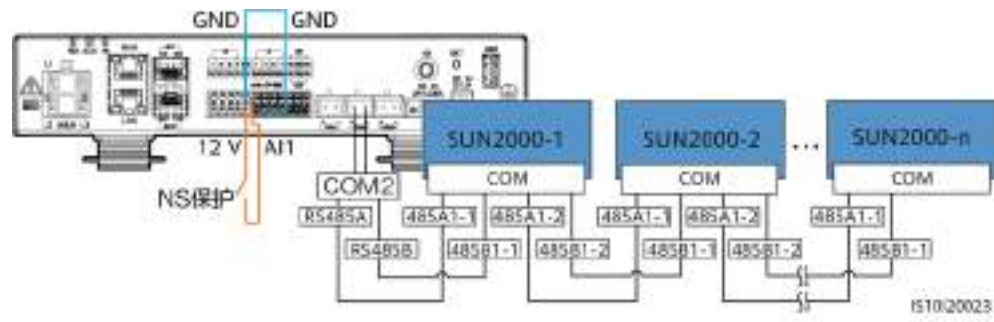 GND GND
SUN2000-1 SUN2000-2 ... SUN2000-n
12 V AI1
COM COM COM
NS保护 COM2
RS485A 485A1-1 485A1-2 485A1-1 485A1-2 485A1-1
RS485B 485B1-1 485B1-2 485B1-1 485B1-2 485B1-1